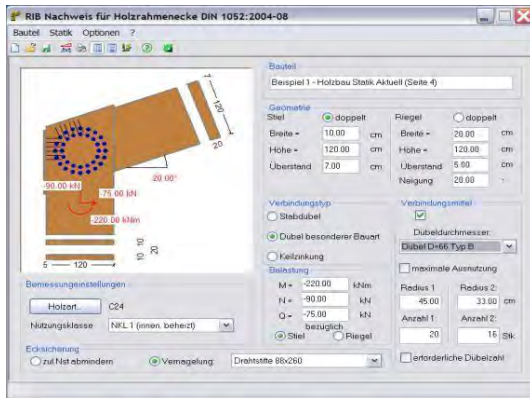 RIB Nachweis für Holzrahmenecke DIN 1052:2004-08
Bauteil Statik Optionen ?
7
120
20
-20.00°
-90.00 kN
-75.00 kN
-220.00 kNm
5 120
10 10
20
Bauteil
Beispiel 1 - Holzbau Statik Aktuell (Seite 4)
Geometrie
Stiel doppelt Riegel doppelt
Breite = 10.00 cm Breite = 20.00 cm
Höhe = 120.00 cm Höhe = 120.00 cm
Überstand 7.00 cm Überstand 5.00 cm
Neigung 20.00 °
Verbindungstyp
Stabdübel
Dübel besonderer Bauart
Keilzinkung
Verbindungsmittel
Dübeldurchmesser:
Dübel D=66 Typ B
maximale Ausnutzung
Radius 1 Radius 2:
45.00 33.00 cm
Anzahl 1: Anzahl 2:
20 16 Stk
erforderliche Dübelzahl
Belastung
M = -220.00 kNm
N = -90.00 kN
Q = -75.00 kN
bezüglich
Stiel Riegel
Bemessungeinstellungen
Holzart... C24
Nutzungsklasse NKL 1 (innen, beheizt)
Ecksicherung
zul Nst abmindern Vernagelung: Drahtstifte 88x260